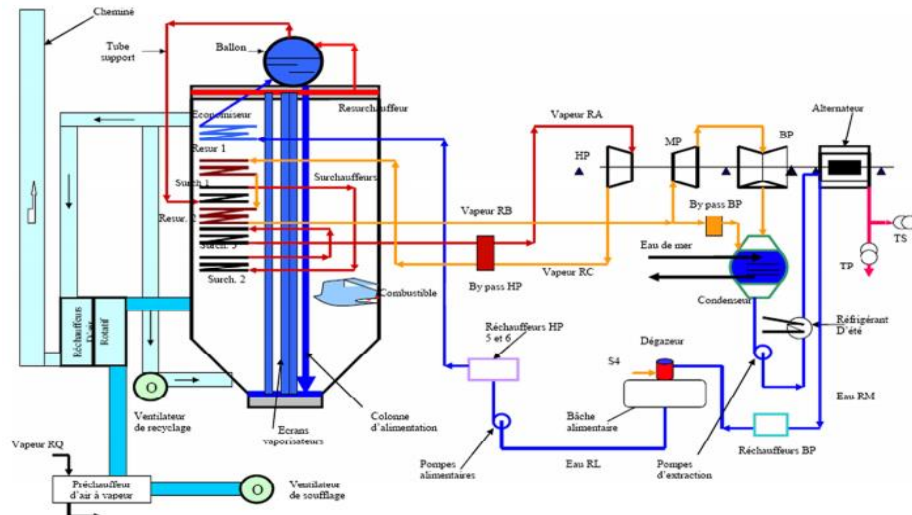 Cheminé
Tube
support
Ballon
Resurchauffeur
Economiseur
Resur 1
Surch 1
Surchauffeurs
Resur. 2
Surch. 3
Surch. 2
Combustible
Vapeur RA
Vapeur RB
Vapeur RC
By pass HP
HP
MP
BP
Alternateur
By pass BP
TS
TP
Eau de mer
Condenseur
Réfrigérant
D'été
Réchauffeurs HP
5 et 6
Dégazeur
S4
Bâche
alimentaire
Eau RM
Réchauffeurs BP
Pompes
d'extraction
Eau RL
Pompes
alimentaires
Colonne
d'alimentation
Ecrans
vaporisateurs
Réchauffeurs
D'air
Rotatif
O
Ventilateur
de recyclage
Vapeur RQ
Préchauffeur
d'air à vapeur
O
Ventilateur
de soufflage